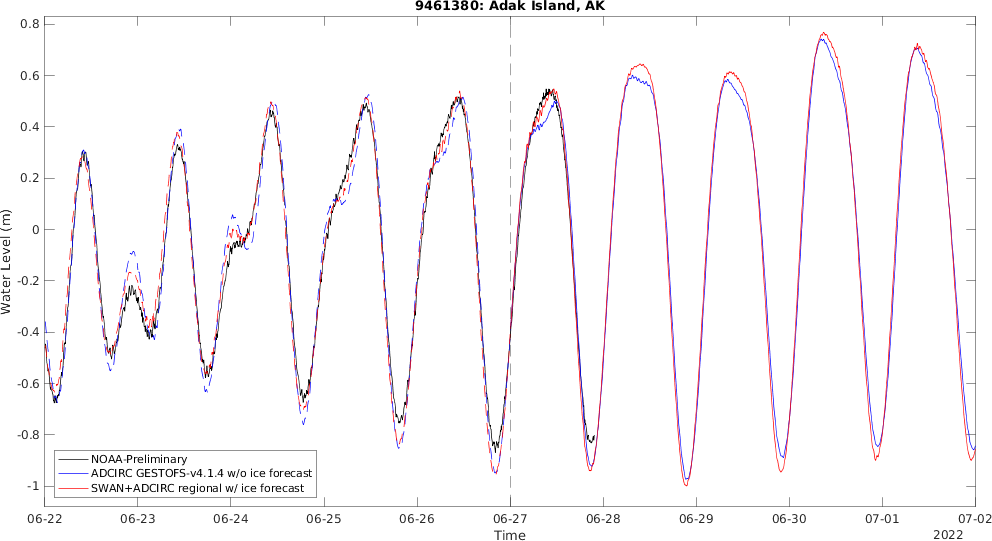 9461380: Adak Island, AK
0.8
0.6
0.4
0.2
0
-0.2
-0.4
-0.6
-0.8
-1
Water Level (m)
NOAA-Preliminary
ADCIRC GESTOFS-v4.1.4 w/o ice forecast
SWAN+ADCIRC regional w/ ice forecast
06-22 06-23 06-24 06-25 06-26 06-27 06-28 06-29 06-30 07-01 07-02
Time
2022